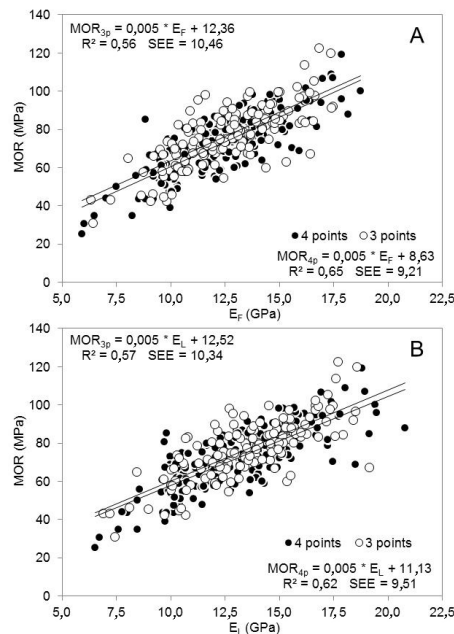 MOR3p = 0,005 * EF + 12,36
R² = 0,56 SEE = 10,46
A
140
120
100
80
60
40
20
0
MOR (MPa)
4 points 3 points
MOR4p = 0,005 * EF + 8,63
R² = 0,65 SEE = 9,21
5,0 7,5 10,0 12,5 15,0 17,5 20,0 22,5
EF (GPa)
MOR3p = 0,005 * EL + 12,52
R² = 0,57 SEE = 10,34
B
140
120
100
80
60
40
20
0
MOR (MPa)
4 points 3 points
MOR4p = 0,005 * EL + 11,13
R² = 0,62 SEE = 9,51
5,0 7,5 10,0 12,5 15,0 17,5 20,0 22,5
EL (GPa)